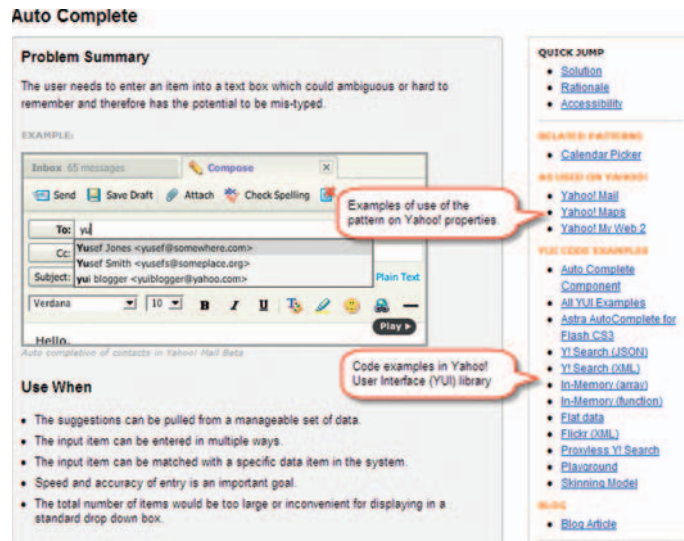 Auto Complete
Problem Summary
The user needs to enter an item into a text box which could ambiguous or hard to
remember and therefore has the potential to be mis-typed.
EXAMPLE:
Inbox 65 messages
Compose
Send
Save Draft
Attach
Check Spelling
To: yu
Cc:
Yusef Jones <yusef@somewhere.com>
Yusef Smith <yusefs@someplace.org>
Subject:
yui blogger <yuiblogger@yahoo.com>
Plain Text
Verdana
10
B I U
Hello,
Play
Auto completion of contacts in Yahoo! Mail Beta
Use When
• The suggestions can be pulled from a manageable set of data.
• The input item can be entered in multiple ways.
• The input item can be matched with a specific data item in the system.
• Speed and accuracy of entry is an important goal.
• The total number of items would be too large or inconvenient for displaying in a
standard drop down box.
Examples of use of the
pattern on Yahoo! properties.
Code examples in Yahoo!
User Interface (YUI) library
QUICK JUMP
• Solution
• Rationale
• Accessibility
RELATED PATTERNS
• Calendar Picker
AS USED ON YAHOO!
• Yahoo! Mail
• Yahoo! Maps
• Yahoo! My Web 2
YUI CODE EXAMPLES
• Auto Complete
Component
• All YUI Examples
• Astra AutoComplete for
Flash CS3
• Y! Search (JSON)
• Y! Search (XML)
• In-Memory (array)
• In-Memory (function)
• Flat data
• Flickr (XML)
• Proxyless Y! Search
• Playground
• Skinning Model
BLOG
• Blog Article